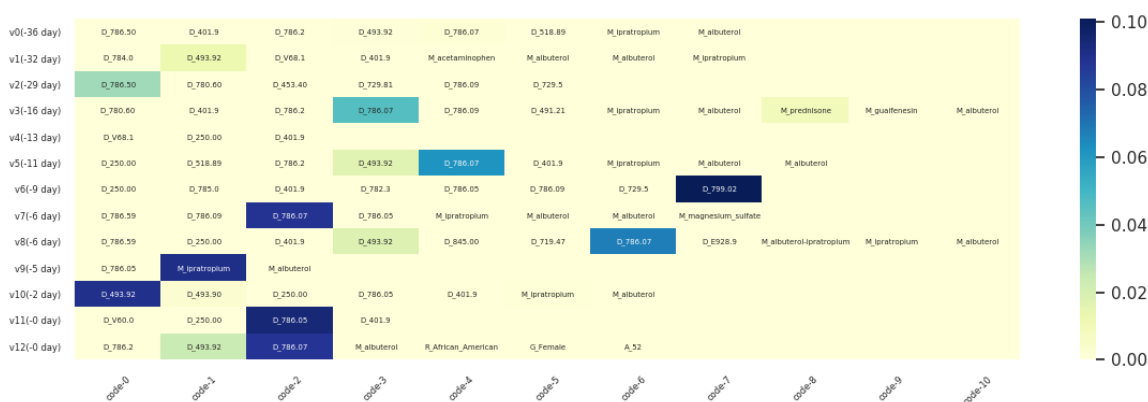 v0(-36 day) D_786.50 D_401.9 D_786.2 D_493.92 D_786.07 D_518.89 M_ipratropium M_albuterol
v1(-32 day) D_784.0 D_493.92 D_V68.1 D_401.9 M_acetaminophen M_albuterol M_albuterol M_ipratropium
v2(-29 day) D_786.50 D_780.60 D_453.40 D_729.81 D_786.09 D_729.5
v3(-16 day) D_780.60 D_401.9 D_786.2 D_786.07 D_786.09 D_491.21 M_ipratropium M_albuterol M_prednisone M_guaifenesin M_albuterol
v4(-13 day) D_V68.1 D_250.00 D_401.9
v5(-11 day) D_250.00 D_518.89 D_786.2 D_493.92 D_786.07 D_401.9 M_ipratropium M_albuterol M_albuterol
v6(-9 day) D_250.00 D_785.0 D_401.9 D_782.3 D_786.05 D_786.09 D_729.5 D_799.02
v7(-6 day) D_786.59 D_786.09 D_786.07 D_786.05 M_ipratropium M_albuterol M_albuterol M_magnesium_sulfate
v8(-6 day) D_786.59 D_250.00 D_401.9 D_493.92 D_845.00 D_719.47 D_786.07 D_E928.9 M_albuterol-ipratropium M_ipratropium M_albuterol
v9(-5 day) D_786.05 M_ipratropium M_albuterol
v10(-2 day) D_493.92 D_493.90 D_250.00 D_786.05 D_401.9 M_ipratropium M_albuterol
v11(-0 day) D_V60.0 D_250.00 D_786.05 D_401.9
v12(-0 day) D_786.2 D_493.92 D_786.07 M_albuterol R_African_American G_Female A_52
code-0 code-1 code-2 code-3 code-4 code-5 code-6 code-7 code-8 code-9 code-10
0.10
0.08
0.06
0.04
0.02
0.00